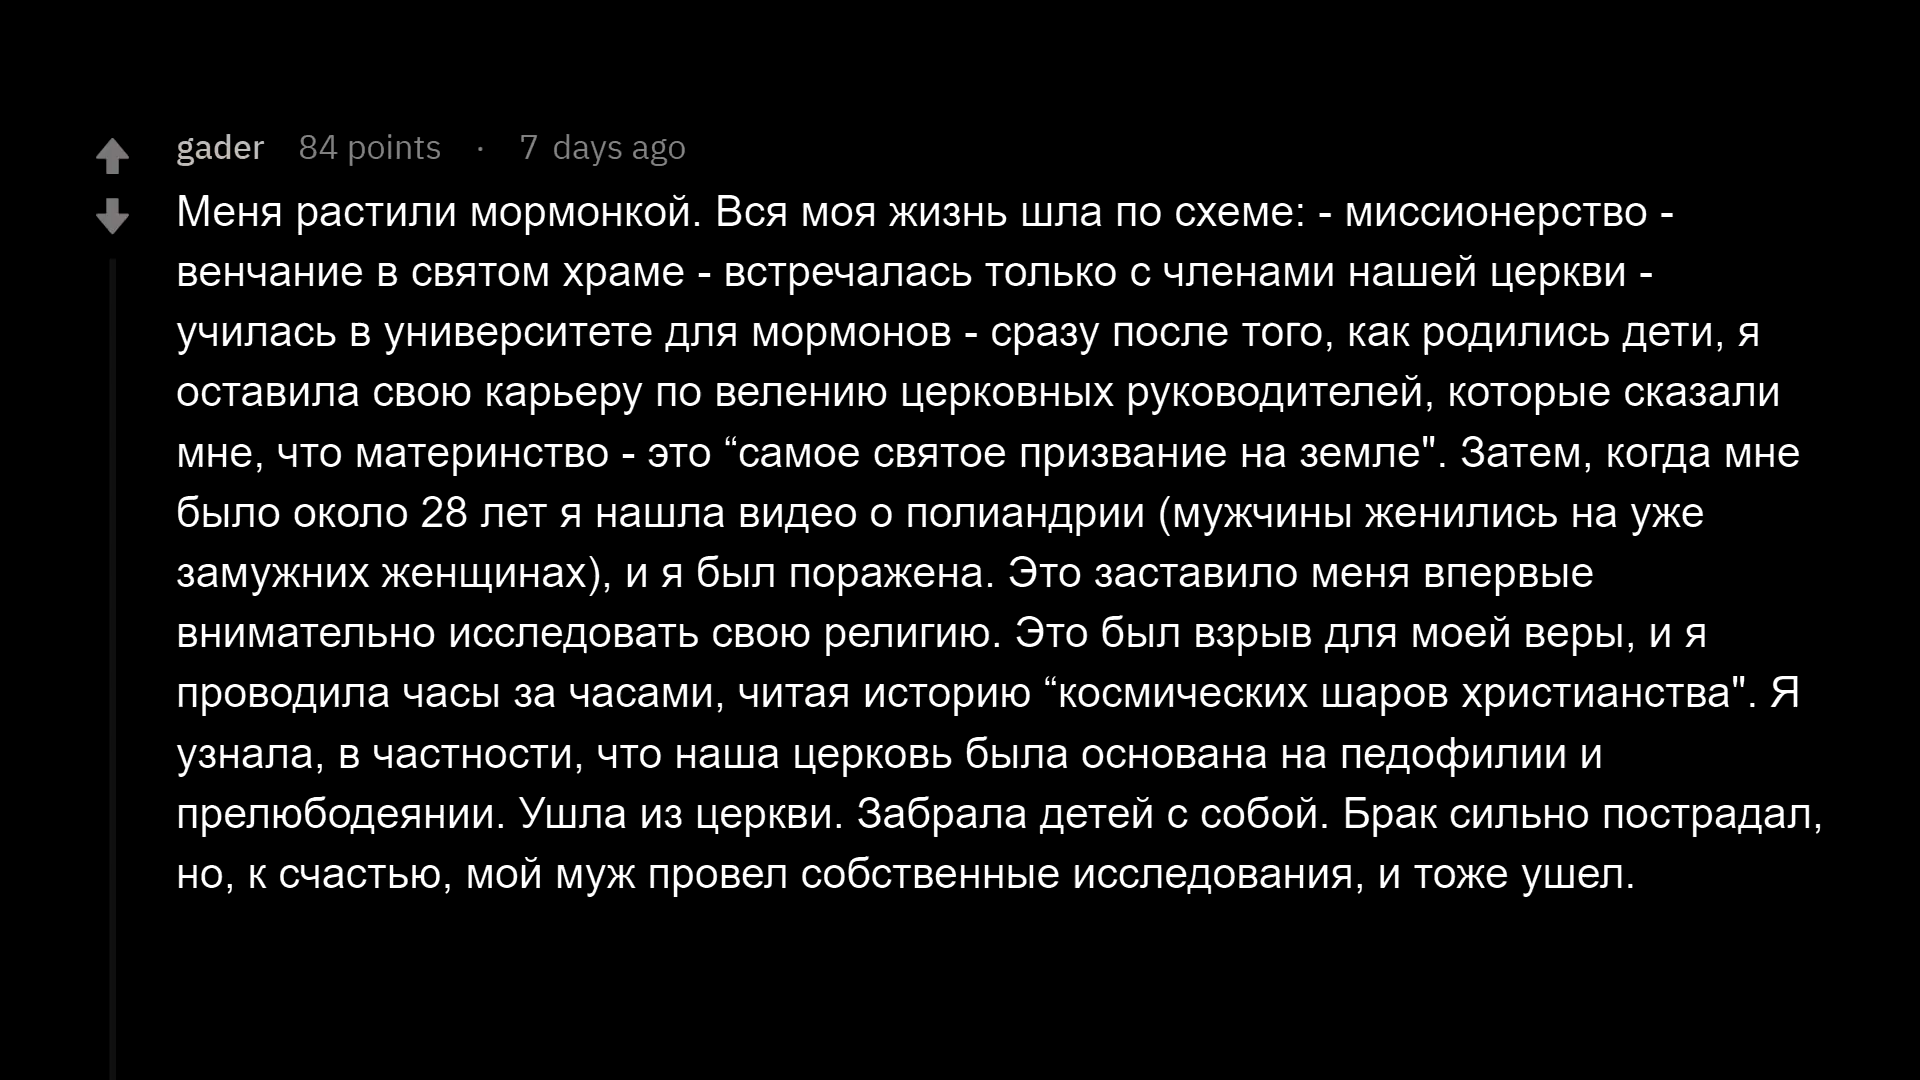 gader 84 points · 7 days ago
Меня растили мормонкой. Вся моя жизнь шла по схеме: - миссионерство -
венчание в святом храме - встречалась только с членами нашей церкви -
училась в университете для мормонов - сразу после того, как родились дети, я
оставила свою карьеру по велению церковных руководителей, которые сказали
мне, что материнство - это “самое святое призвание на земле". Затем, когда мне
было около 28 лет я нашла видео о полиандрии (мужчины женились на уже
замужних женщинах), и я был поражена. Это заставило меня впервые
внимательно исследовать свою религию. Это был взрыв для моей веры, и я
проводила часы за часами, читая историю “космических шаров христианства". Я
узнала, в частности, что наша церковь была основана на педофилии и
прелюбодеянии. Ушла из церкви. Забрала детей с собой. Брак сильно пострадал,
но, к счастью, мой муж провел собственные исследования, и тоже ушел.